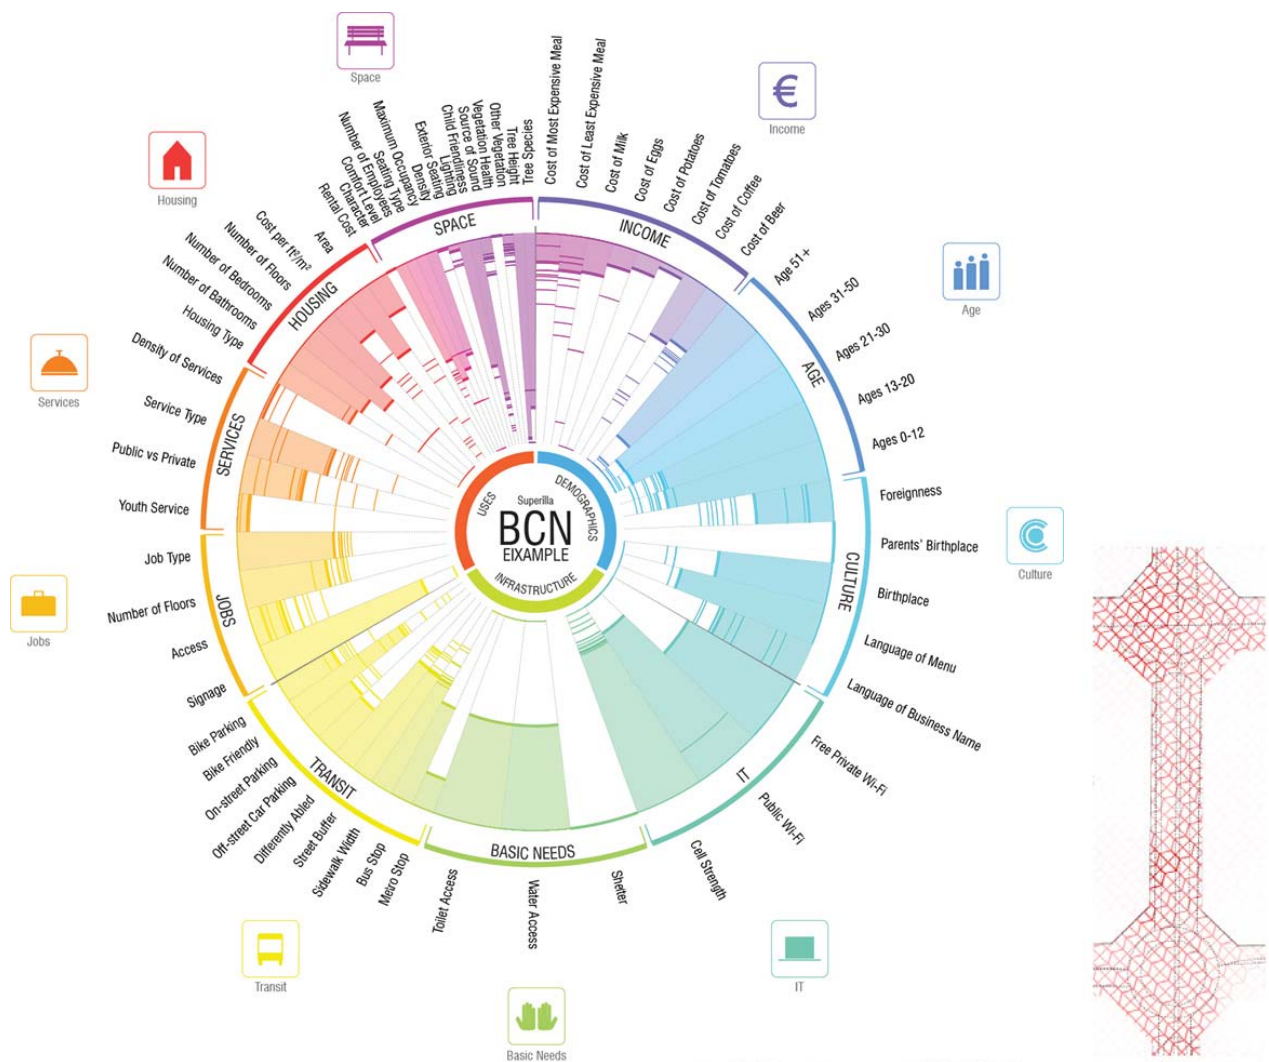 Space
Income
Housing
Age
Services
Culture
Jobs
Transit
IT
Basic Needs
SPACE
INCOME
AGE
CULTURE
IT
BASIC NEEDS
TRANSIT
JOBS
SERVICES
HOUSING
Rental Cost
Character
Comfort Level
Number of Employees
Seating Type
Maximum Occupancy
Density
Exterior Seating
Lighting
Child Friendliness
Source of Sound
Vegetation Health
Other Vegetation
Tree Height
Tree Species
Cost of Most Expensive Meal
Cost of Least Expensive Meal
Cost of Milk
Cost of Eggs
Cost of Potatoes
Cost of Tomatoes
Cost of Coffee
Cost of Beer
Age 51+
Ages 31-50
Ages 21-30
Ages 13-20
Ages 0-12
Foreignness
Parents' Birthplace
Birthplace
Language of Menu
Language of Business Name
Free Private Wi-Fi
Public Wi-Fi
Cell Strength
Shelter
Water Access
Toilet Access
Metro Stop
Bus Stop
Sidewalk Width
Street Buffer
Differently Abled
Off-street Car Parking
On-street Parking
Bike Friendly
Bike Parking
Signage
Access
Number of Floors
Job Type
Youth Service
Public vs Private
Service Type
Density of Services
Housing Type
Number of Bathrooms
Number of Bedrooms
Number of Floors
Cost per ft²/m²
Area
USES
DEMOGRAPHICS
INFRASTRUCTURE
Superilla
BCN
EIXAMPLE